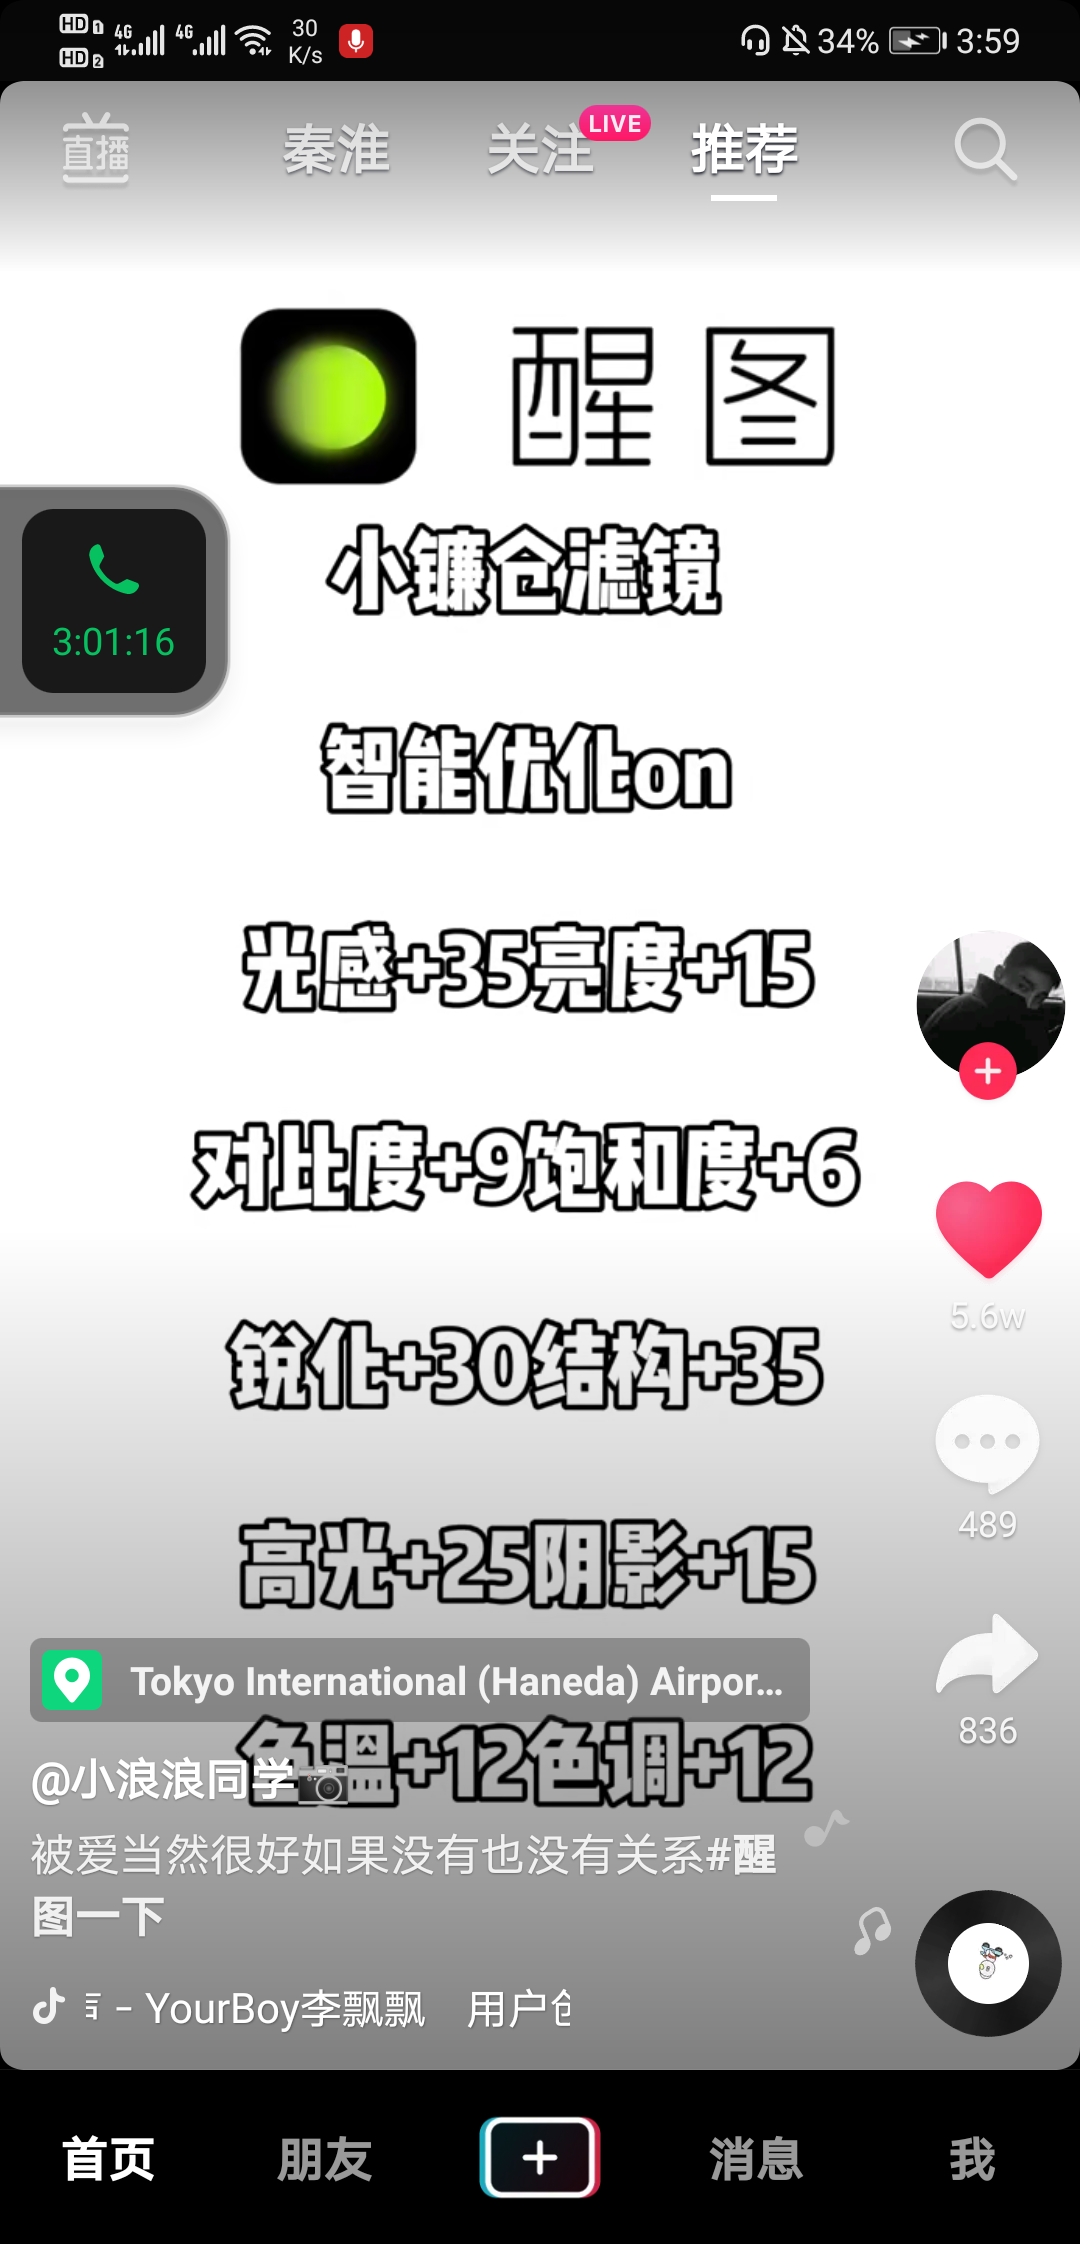 HD 1 4G 4G 30 34% 3:59
HD 2 K/s
直播 秦淮 关注 LIVE 推荐
醒图
小镰仓滤镜
3:01:16
智能优化on
光感+35亮度+15
对比度+9饱和度+6
5.6w
锐化+30结构+35
489
高光+25阴影+15
Tokyo International (Haneda) Airpor...
836
色溫+12色调+12
@小浪浪同学
被爱当然很好如果没有也没有关系#醒
图一下
- YourBoy李飘飘 用户
首页 朋友 消息 我